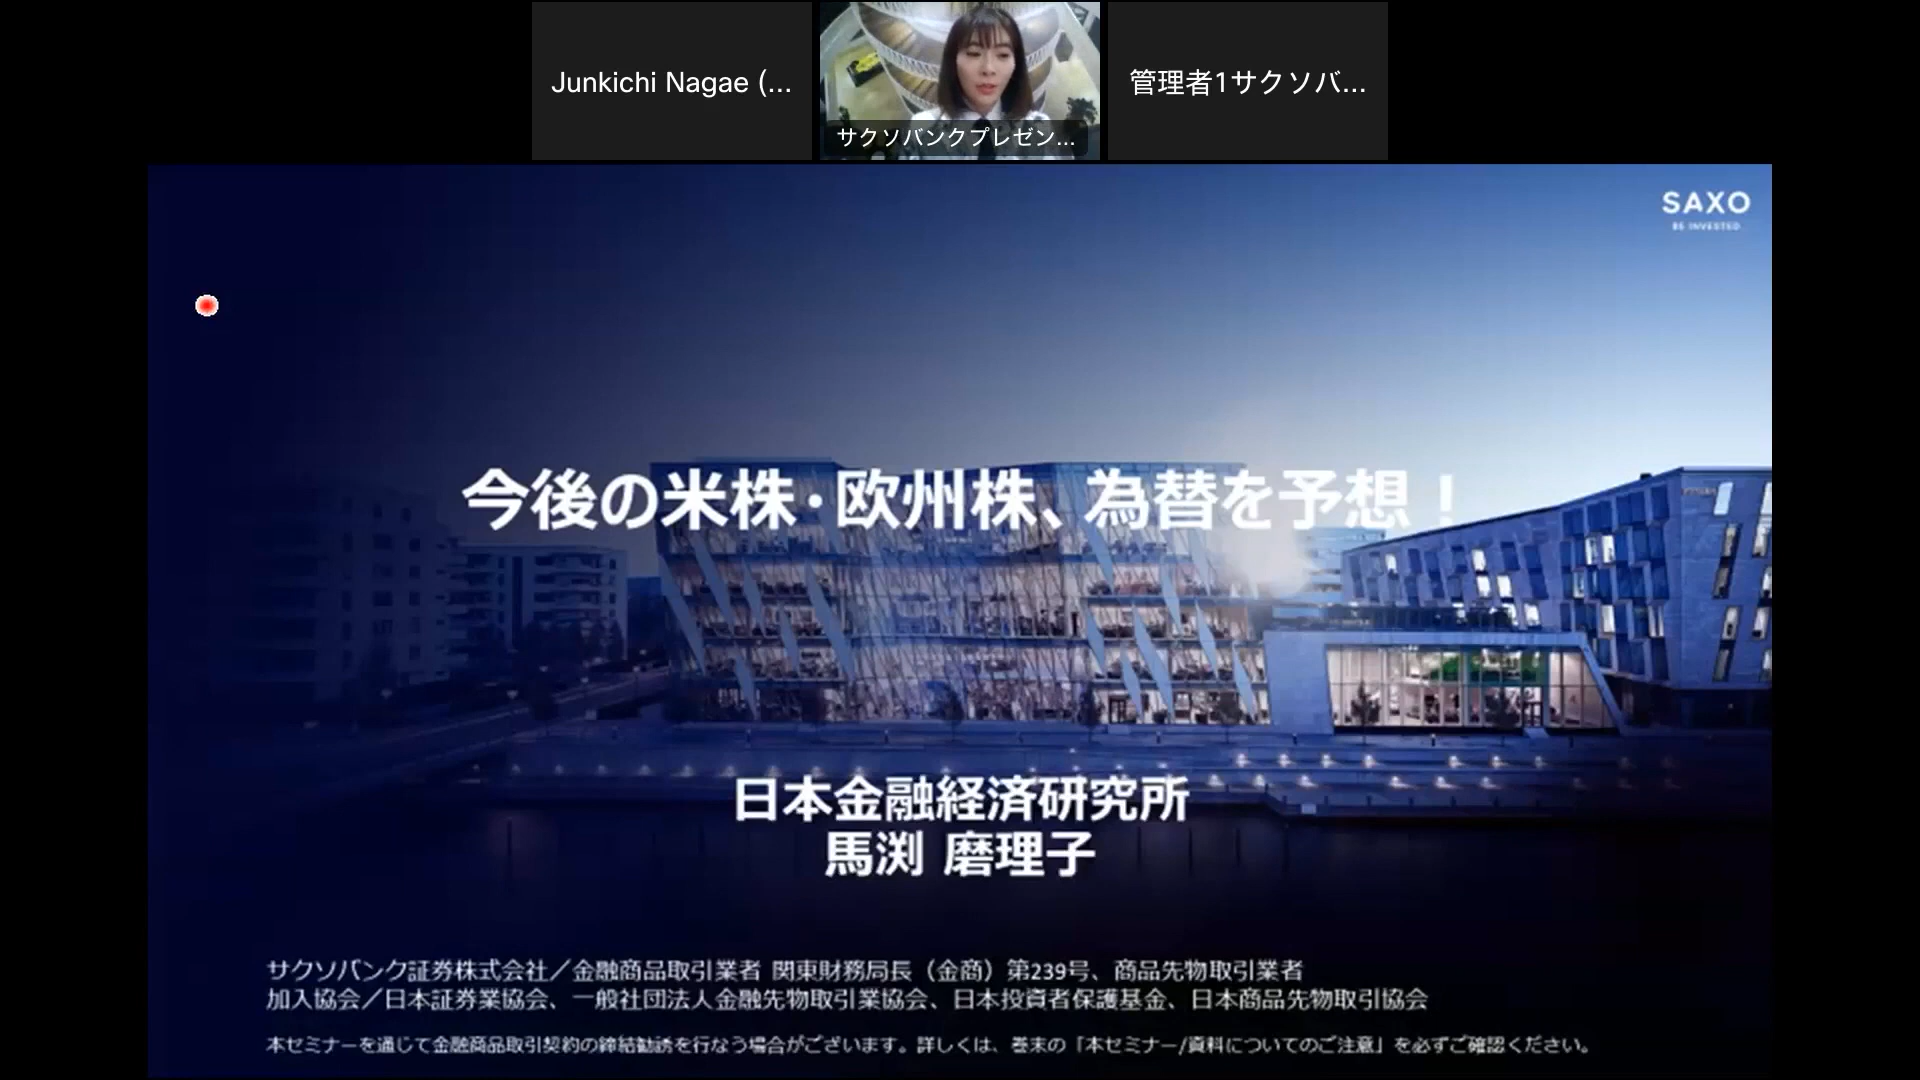 Junkichi Nagae (...
サクソバンクプレゼン...
管理者1サクソバ...
SAXO
BE INVESTED
今後の米株・欧州株、為替を予想！
日本金融経済研究所
馬渕 磨理子
サクソバンク証券株式会社／金融商品取引業者 関東財務局長（金商）第239号、商品先物取引業者
加入協会／日本証券業協会、一般社団法人金融先物取引業協会、日本投資者保護基金、日本商品先物取引協会
本セミナーを通じて金融商品取引契約の締結勧誘を行なう場合がございます。詳しくは、巻末の「本セミナー/資料についてのご注意」を必ずご確認ください。